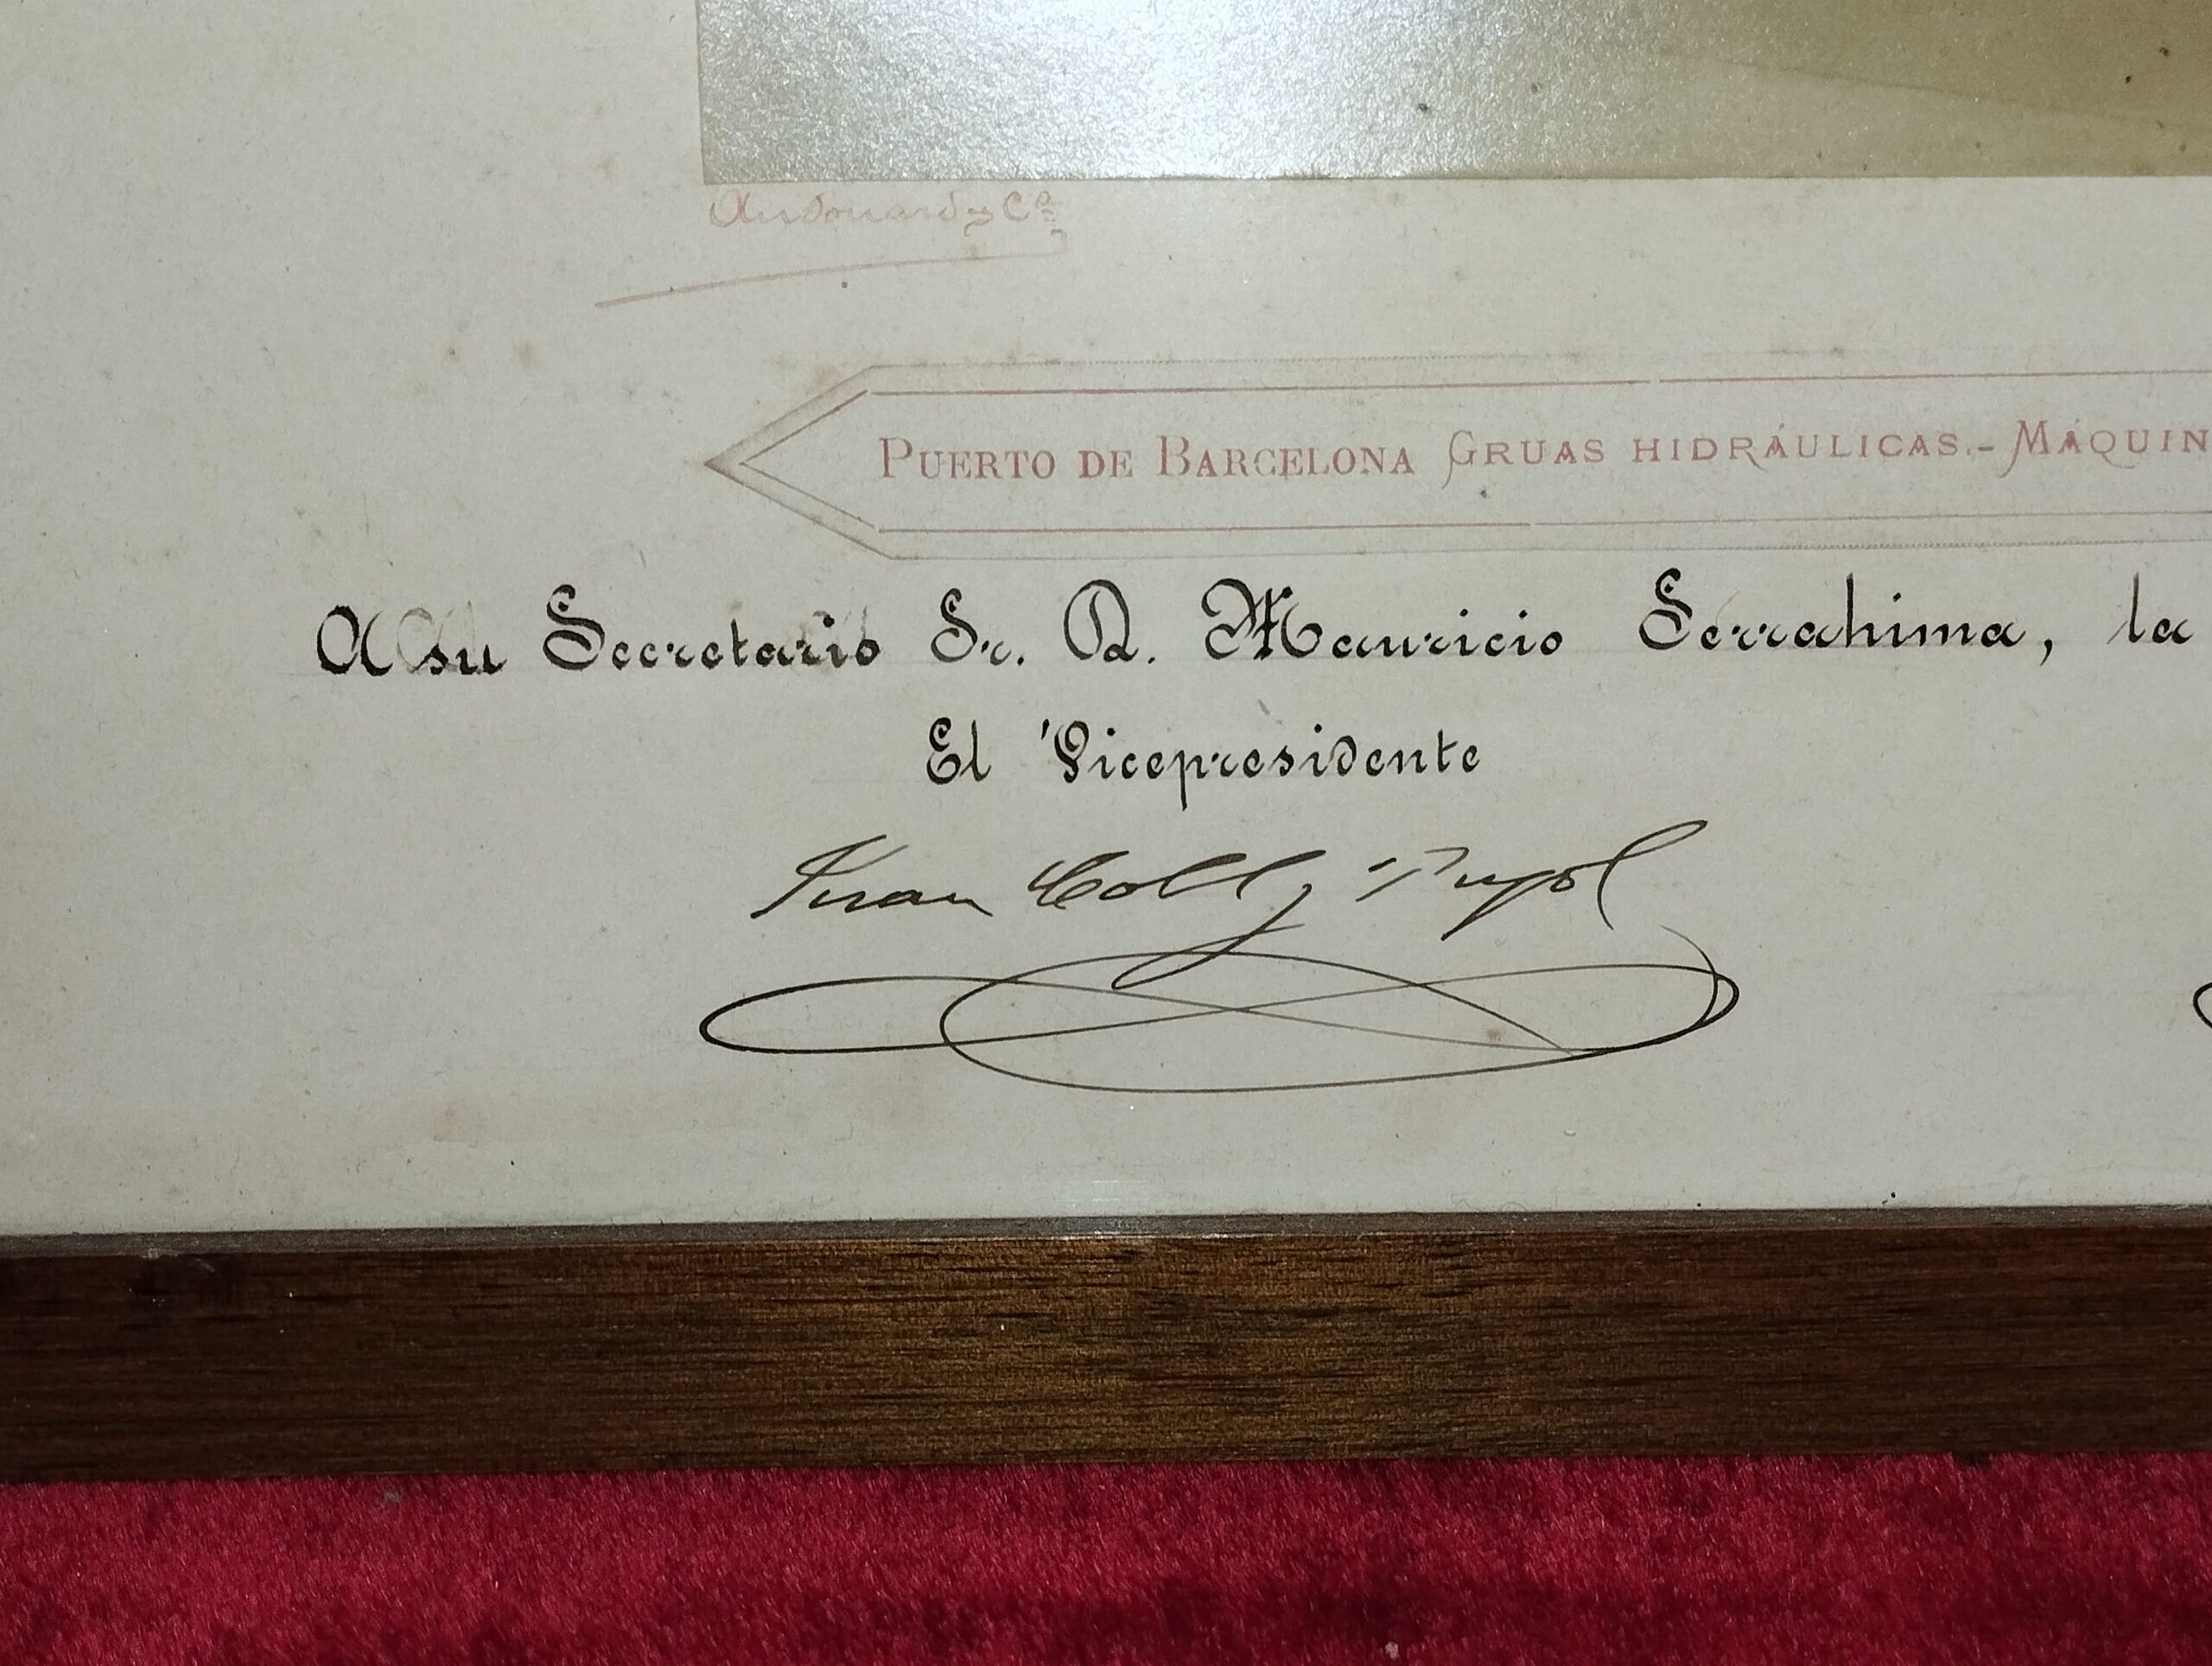 Audouard y Cª
PUERTO DE BARCELONA GRUAS HIDRÁULICAS.- MÁQUIN
A su Secretario Sr. D. Mauricio Serrahima, la
El Vicepresidente
Juan Coll y Pujol